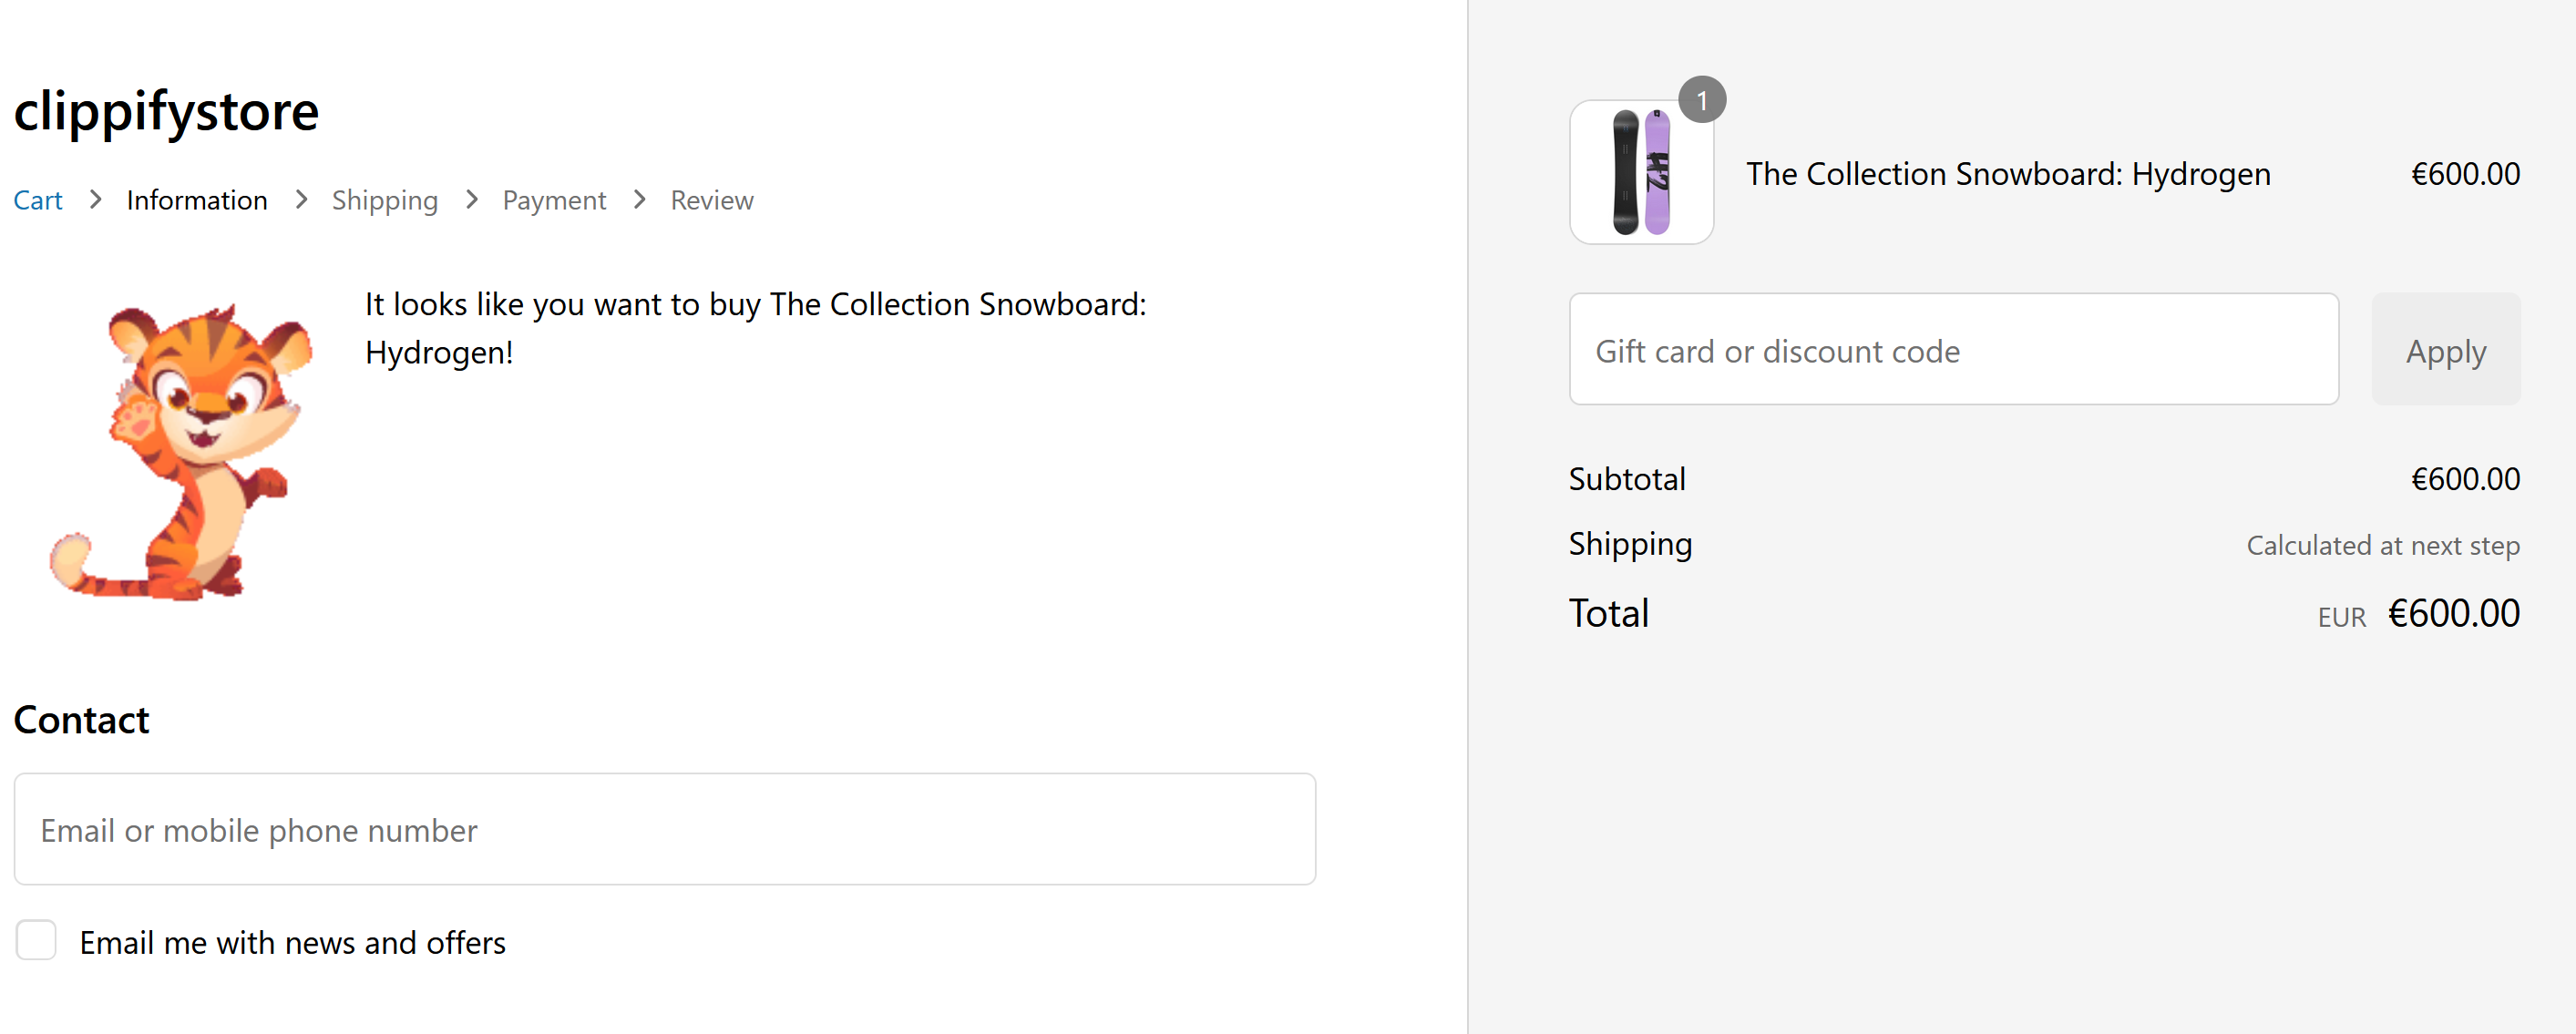 clippifystore
Cart > Information > Shipping > Payment > Review
It looks like you want to buy The Collection Snowboard:
Hydrogen!
Contact
Email or mobile phone number
Email me with news and offers
1
H2
The Collection Snowboard: Hydrogen €600.00
Gift card or discount code Apply
Subtotal €600.00
Shipping Calculated at next step
Total EUR €600.00